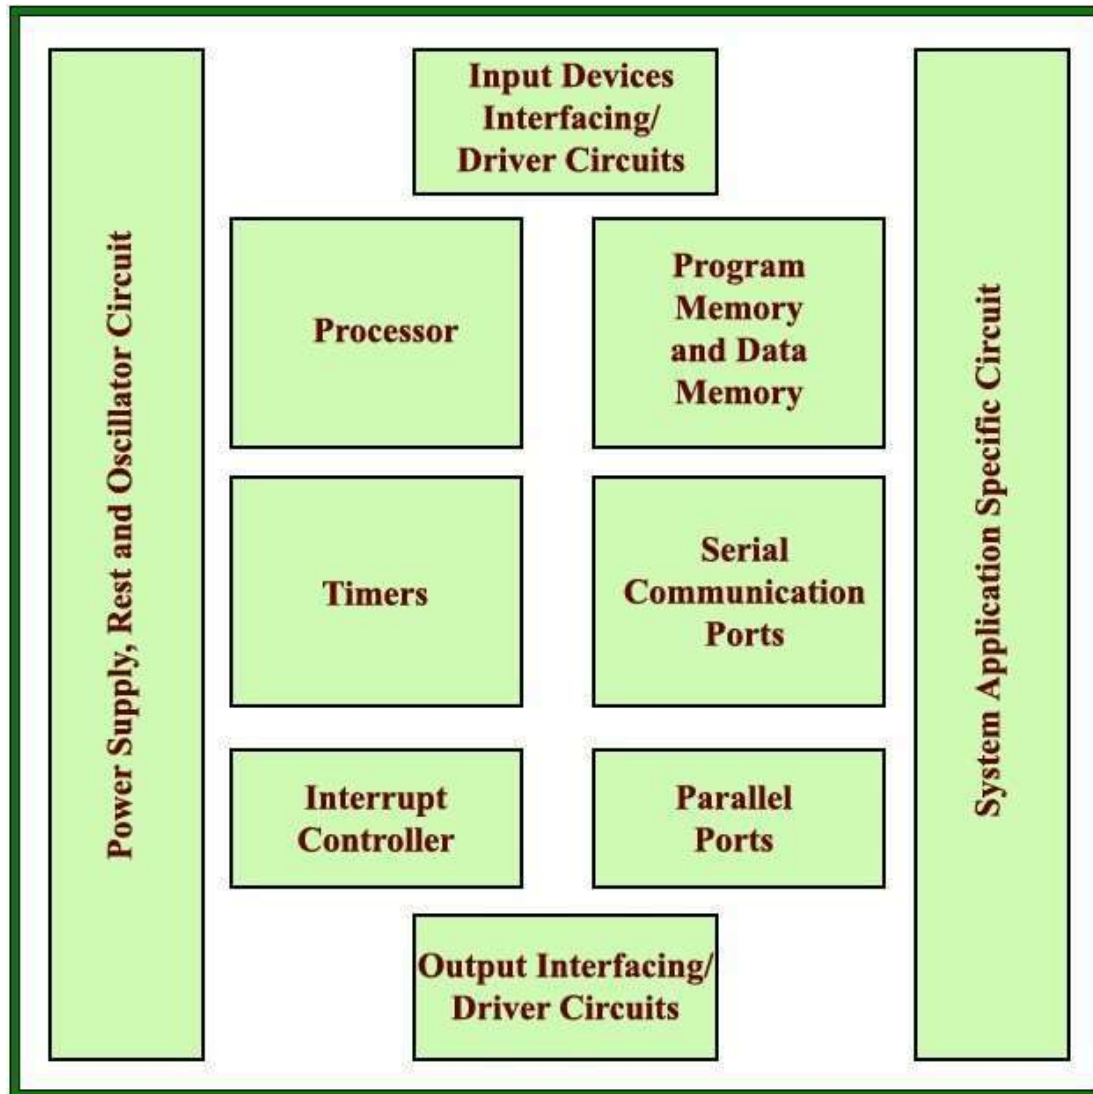 Input Devices
Interfacing/
Driver Circuits
Power Supply, Rest and Oscillator Circuit
Processor
Program
Memory
and Data
Memory
System Application Specific Circuit
Timers
Serial
Communication
Ports
Interrupt
Controller
Parallel
Ports
Output Interfacing/
Driver Circuits